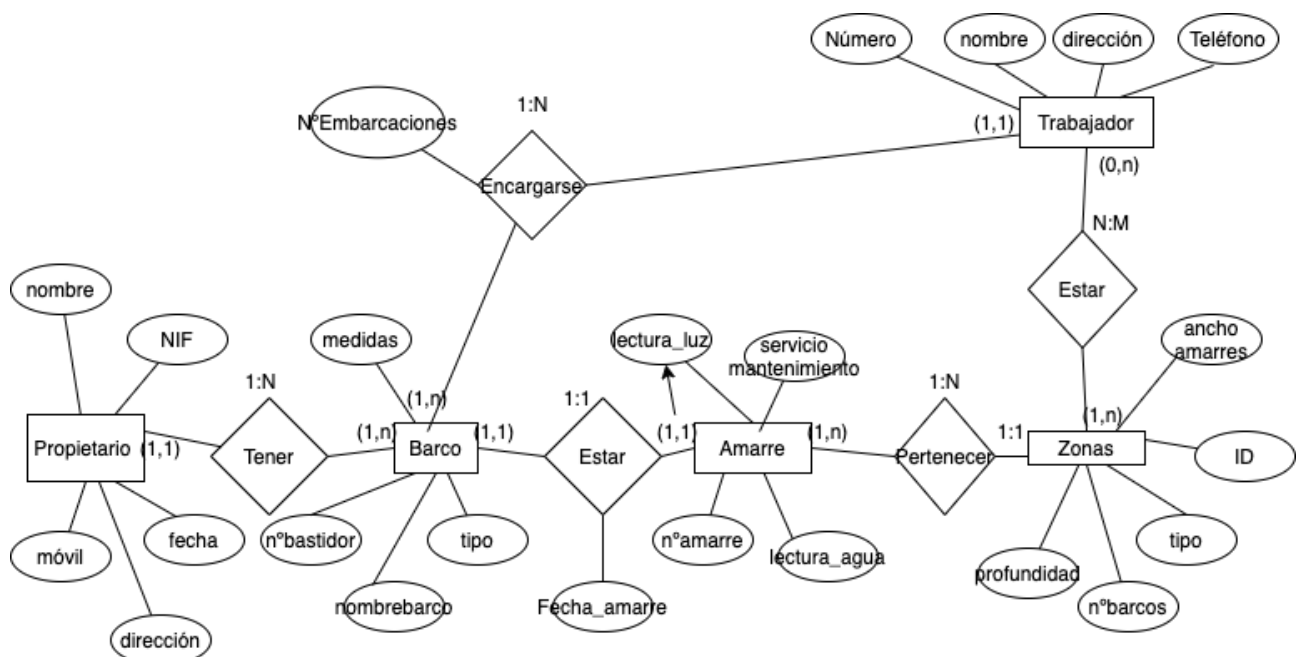 Número
nombre
dirección
Teléfono
1:N
NºEmbarcaciones
(1,1)
Trabajador
(0,n)
Encargarse
N:M
nombre
Estar
NIF
medidas
lectura_luz
servicio
mantenimiento
ancho
amarres
1:N
(1,n)
1:1
1:N
(1,n)
Propietario
(1,1)
Tener
(1,n)
Barco
(1,1)
Estar
(1,1)
Amarre
(1,n)
Pertenecer
1:1
Zonas
ID
móvil
fecha
nºbastidor
tipo
nºamarre
lectura_agua
profundidad
tipo
nombrebarco
Fecha_amarre
nºbarcos
dirección